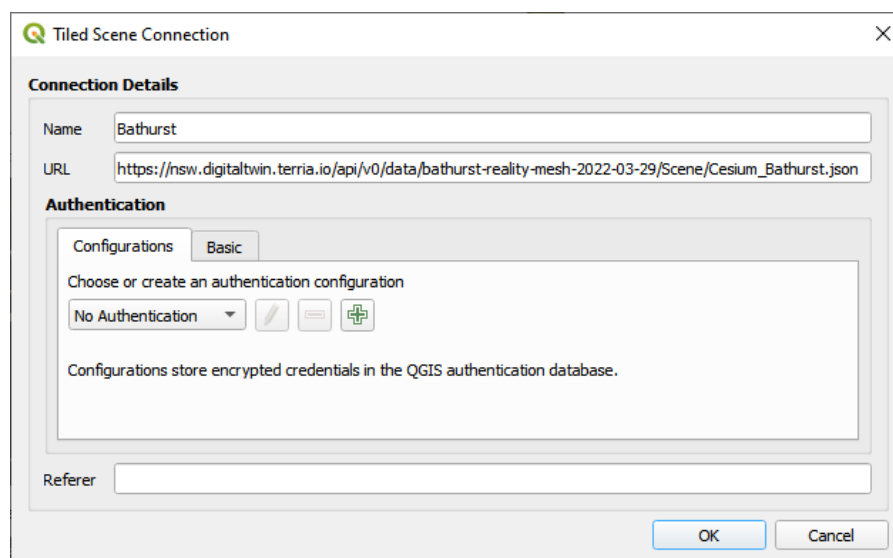 Tiled Scene Connection
Connection Details
Name Bathurst
URL https://nsw.digitaltwin.terria.io/api/v0/data/bathurst-reality-mesh-2022-03-29/Scene/Cesium_Bathurst.json
Authentication
Configurations Basic
Choose or create an authentication configuration
No Authentication
Configurations store encrypted credentials in the QGIS authentication database.
Referer
OK Cancel